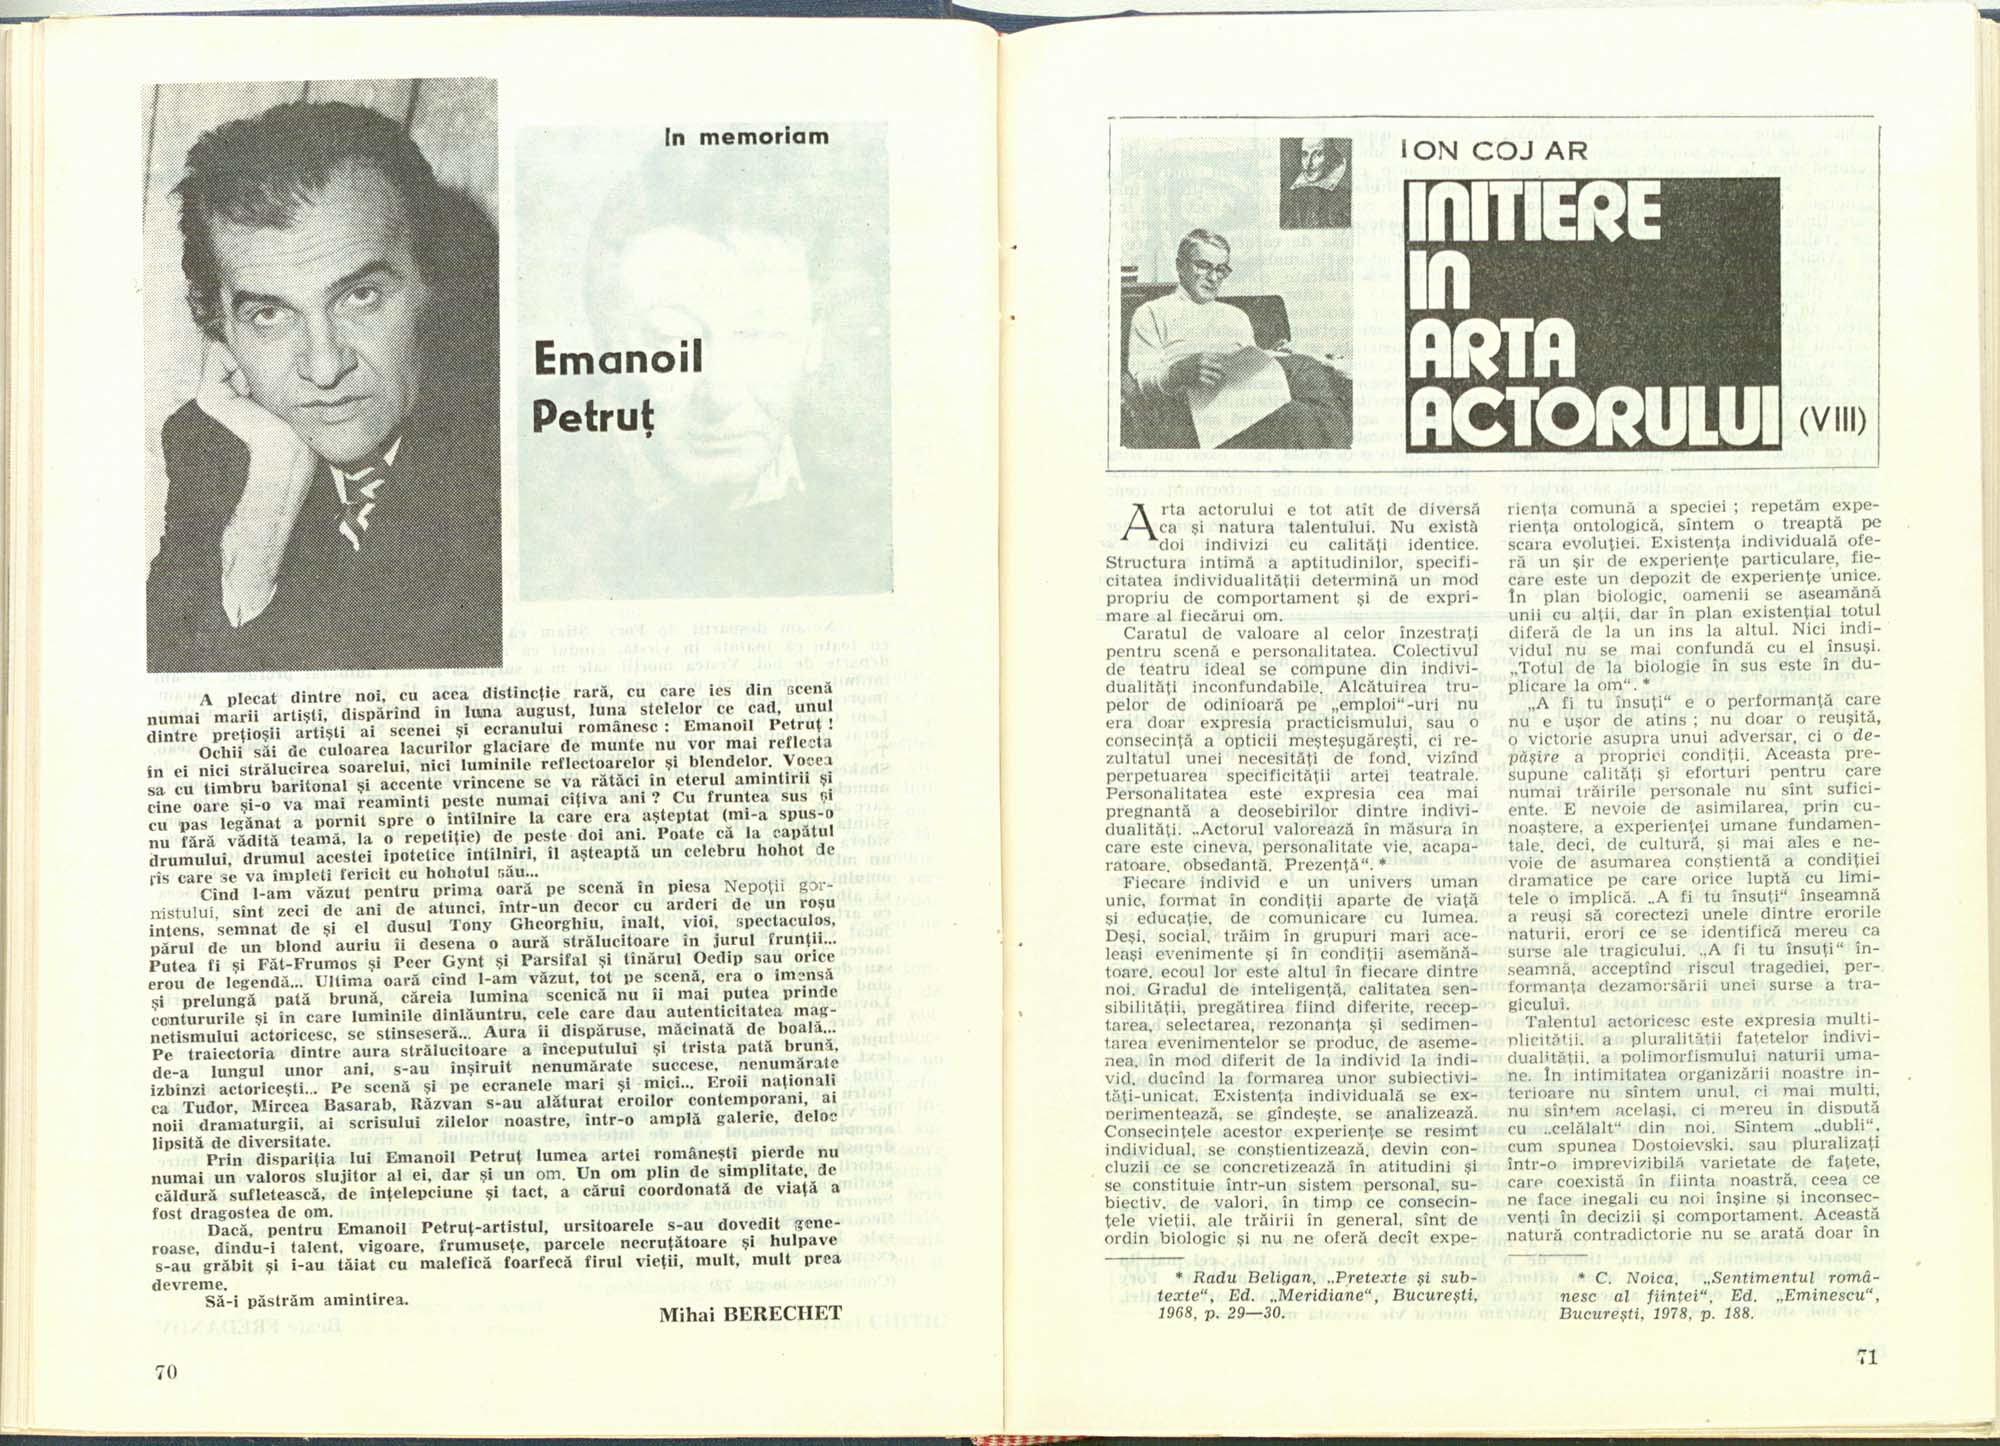 In memoriam
Emanoil
Petruț
A plecat dintre noi, cu acea distincție rară, cu care ies din scenă
numai marii artiști, dispărînd în luna august, luna stelelor ce cad, unul
dintre prețioșii artiști ai scenei și ecranului românesc : Emanoil Petruț !
Ochii săi de culoarea lacurilor glaciare de munte nu vor mai reflecta
în ei nici strălucirea soarelui, nici luminile reflectoarelor și blendelor. Vocea
sa cu timbru baritonal și accente vrîncene se va rătăci în eterul amintirii și
cine oare și-o va mai reaminti peste numai cîțiva ani ? Cu fruntea sus și
cu pas legănat a pornit spre o întîlnire la care era așteptat (mi-a spus-o
nu fără vădită teamă, la o repetiție) de peste doi ani. Poate că la capătul
drumului, drumul acestei ipotetice întîlniri, îl așteaptă un celebru hohot de
rîs care se va împleti fericit cu hohotul său...
Cînd l-am văzut pentru prima oară pe scenă în piesa Nepoții gor-
nistului, sînt zeci de ani de atunci, într-un decor cu arderi de un roșu
intens, semnat de și el dusul Tony Gheorghiu, înalt, vioi, spectaculos,
părul de un blond auriu îi desena o aură strălucitoare în jurul frunții...
Putea fi și Făt-Frumos și Peer Gynt și Parsifal și tînărul Oedip sau orice
erou de legendă... Ultima oară cînd l-am văzut, tot pe scenă, era o imensă
și prelungă pată brună, căreia lumina scenică nu îi mai putea prinde
contururile și în care luminile dinlăuntru, cele care dau autenticitatea mag-
netismului actoricesc, se stinseseră... Aura îi dispăruse, măcinată de boală...
Pe traiectoria dintre aura strălucitoare a începutului și trista pată brună,
de-a lungul unor ani, s-au înșiruit nenumărate succese, nenumărate
izbînzi actoricești... Pe scenă și pe ecranele mari și mici... Eroii naționali
ca Tudor, Mircea Basarab, Răzvan s-au alăturat eroilor contemporani, ai
noii dramaturgii, ai scrisului zilelor noastre, într-o amplă galerie, deloc
lipsită de diversitate.
Prin dispariția lui Emanoil Petruț lumea artei românești pierde nu
numai un valoros slujitor al ei, dar și un om. Un om plin de simplitate, de
căldură sufletească, de înțelepciune și tact, a cărui coordonată de viață a
fost dragostea de om.
Dacă, pentru Emanoil Petruț-artistul, ursitoarele s-au dovedit gene-
roase, dindu-i talent, vigoare, frumusețe, parcele necruțătoare și hulpave
s-au grăbit și i-au tăiat cu malefică foarfecă firul vieții, mult, mult prea
devreme.
Să-i păstrăm amintirea.
Mihai BERECHET
70
ION COJAR
INITIERE
IN
ARTA
ACTORULUI (VIII)
Arta actorului e tot atît de diversă
ca și natura talentului. Nu există
doi indivizi cu calități identice.
Structura intimă a aptitudinilor, specifi-
citatea individualității determină un mod
propriu de comportament și de expri-
mare al fiecărui om.
Caratul de valoare al celor înzestrați
pentru scenă e personalitatea. Colectivul
de teatru ideal se compune din indivi-
dualități inconfundabile. Alcătuirea tru-
pelor de odinioară pe „emploi“-uri nu
era doar expresia practicismului, sau o
consecință a opticii meșteșugărești, ci re-
zultatul unei necesități de fond, vizînd
perpetuarea specificității artei teatrale.
Personalitatea este expresia cea mai
pregnantă a deosebirilor dintre indivi-
dualități. „Actorul valorează în măsura în
care este cineva, personalitate vie, acapa-
ratoare, obsedantă. Prezență“. *
Fiecare individ e un univers uman
unic, format în condiții aparte de viață
și educație, de comunicare cu lumea.
Deși, social, trăim în grupuri mari ace-
leași evenimente și în condiții asemănă-
toare, ecoul lor este altul în fiecare dintre
noi. Gradul de inteligență, calitatea sen-
sibilității, pregătirea fiind diferite, recep-
tarea, selectarea, rezonanța și sedimen-
tarea evenimentelor se produc, de aseme-
nea, în mod diferit de la individ la indi-
vid, ducînd la formarea unor subiectivi-
tăți-unicat. Existența individuală se ex-
perimentează, se gîndește, se analizează.
Consecințele acestor experiențe se resimt
individual, se conștientizează, devin con-
cluzii ce se concretizează în atitudini și
se constituie într-un sistem personal, su-
biectiv, de valori, în timp ce consecin-
țele vieții, ale trăirii în general, sînt de
ordin biologic și nu ne oferă decît expe-
* Radu Beligan, „Pretexte și sub-
texte“, Ed. „Meridiane“, București,
1968, p. 29—30.
riența comună a speciei ; repetăm expe-
riența ontologică, sîntem o treaptă pe
scara evoluției. Existența individuală ofe-
ră un șir de experiențe particulare, fie-
care este un depozit de experiențe unice.
În plan biologic, oamenii se aseamănă
unii cu alții, dar în plan existențial totul
diferă de la un ins la altul. Nici indi-
vidul nu se mai confundă cu el însuși.
„Totul de la biologie în sus este în du-
plicare la om“. *
„A fi tu însuți“ e o performanță care
nu e ușor de atins ; nu doar o reușită,
o victorie asupra unui adversar, ci o de-
pășire a propriei condiții. Aceasta pre-
supune calități și eforturi pentru care
numai trăirile personale nu sînt sufici-
ente. E nevoie de asimilarea, prin cu-
noaștere, a experienței umane fundamen-
tale, deci, de cultură, și mai ales e ne-
voie de asumarea conștientă a condiției
dramatice pe care orice luptă cu limi-
tele o implică. „A fi tu însuți“ înseamnă
a reuși să corectezi unele dintre erorile
naturii, erori ce se identifică mereu ca
surse ale tragicului. „A fi tu însuți“ în-
seamnă, acceptînd riscul tragediei, per-
formanța dezamorsării unei surse a tra-
gicului.
Talentul actoricesc este expresia multi-
plicității, a pluralității fațetelor indivi-
dualității, a polimorfismului naturii uma-
ne. În intimitatea organizării noastre in-
terioare nu sîntem unul, ci mai mulți,
nu sîntem același, ci mereu în dispută
cu „celălalt“ din noi. Sîntem „dubli“,
cum spunea Dostoievski, sau pluralizați
într-o imprevizibilă varietate de fațete,
care coexistă în ființa noastră, ceea ce
ne face inegali cu noi înșine și inconsec-
venți în decizii și comportament. Această
natură contradictorie nu se arată doar în
* C. Noica, „Sentimentul româ-
nesc al ființei“, Ed. „Eminescu“,
București, 1978, p. 188.
71